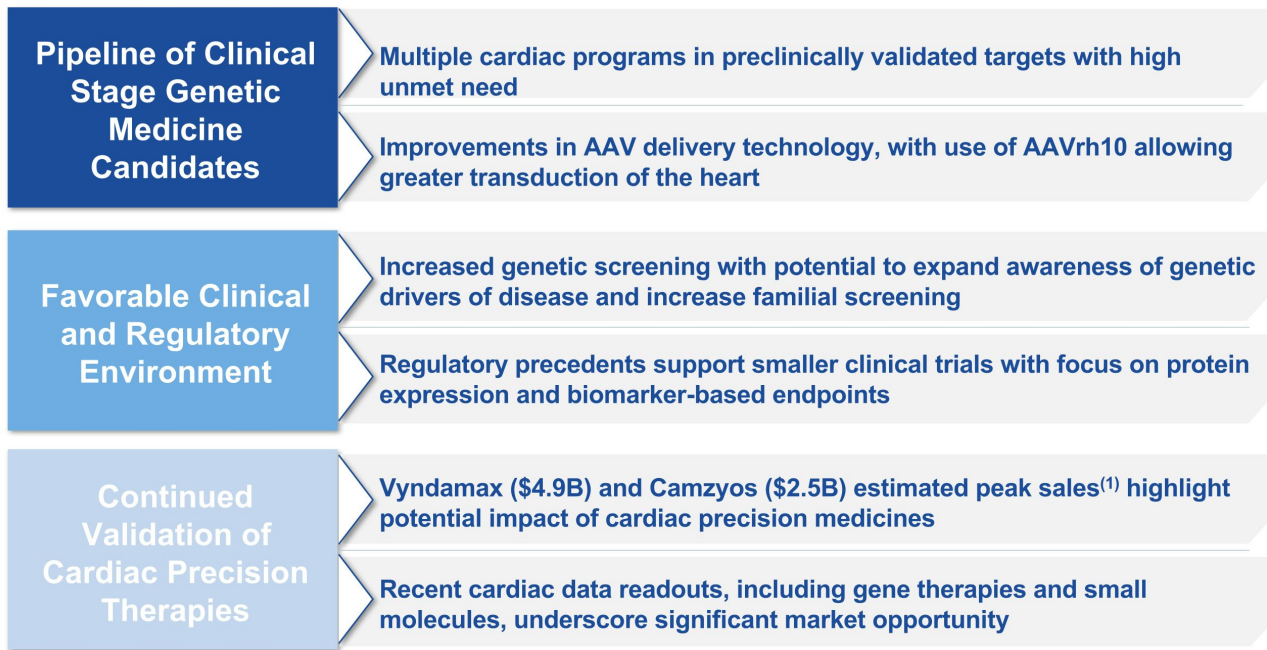 Pipeline of Clinical
Stage Genetic
Medicine
Candidates
Multiple cardiac programs in preclinically validated targets with high
unmet need
Improvements in AAV delivery technology, with use of AAVrh10 allowing
greater transduction of the heart
Favorable Clinical
and Regulatory
Environment
Increased genetic screening with potential to expand awareness of genetic
drivers of disease and increase familial screening
Regulatory precedents support smaller clinical trials with focus on protein
expression and biomarker-based endpoints
Continued
Validation of
Cardiac Precision
Therapies
Vyndamax ($4.9B) and Camzyos ($2.5B) estimated peak sales(1) highlight
potential impact of cardiac precision medicines
Recent cardiac data readouts, including gene therapies and small
molecules, underscore significant market opportunity